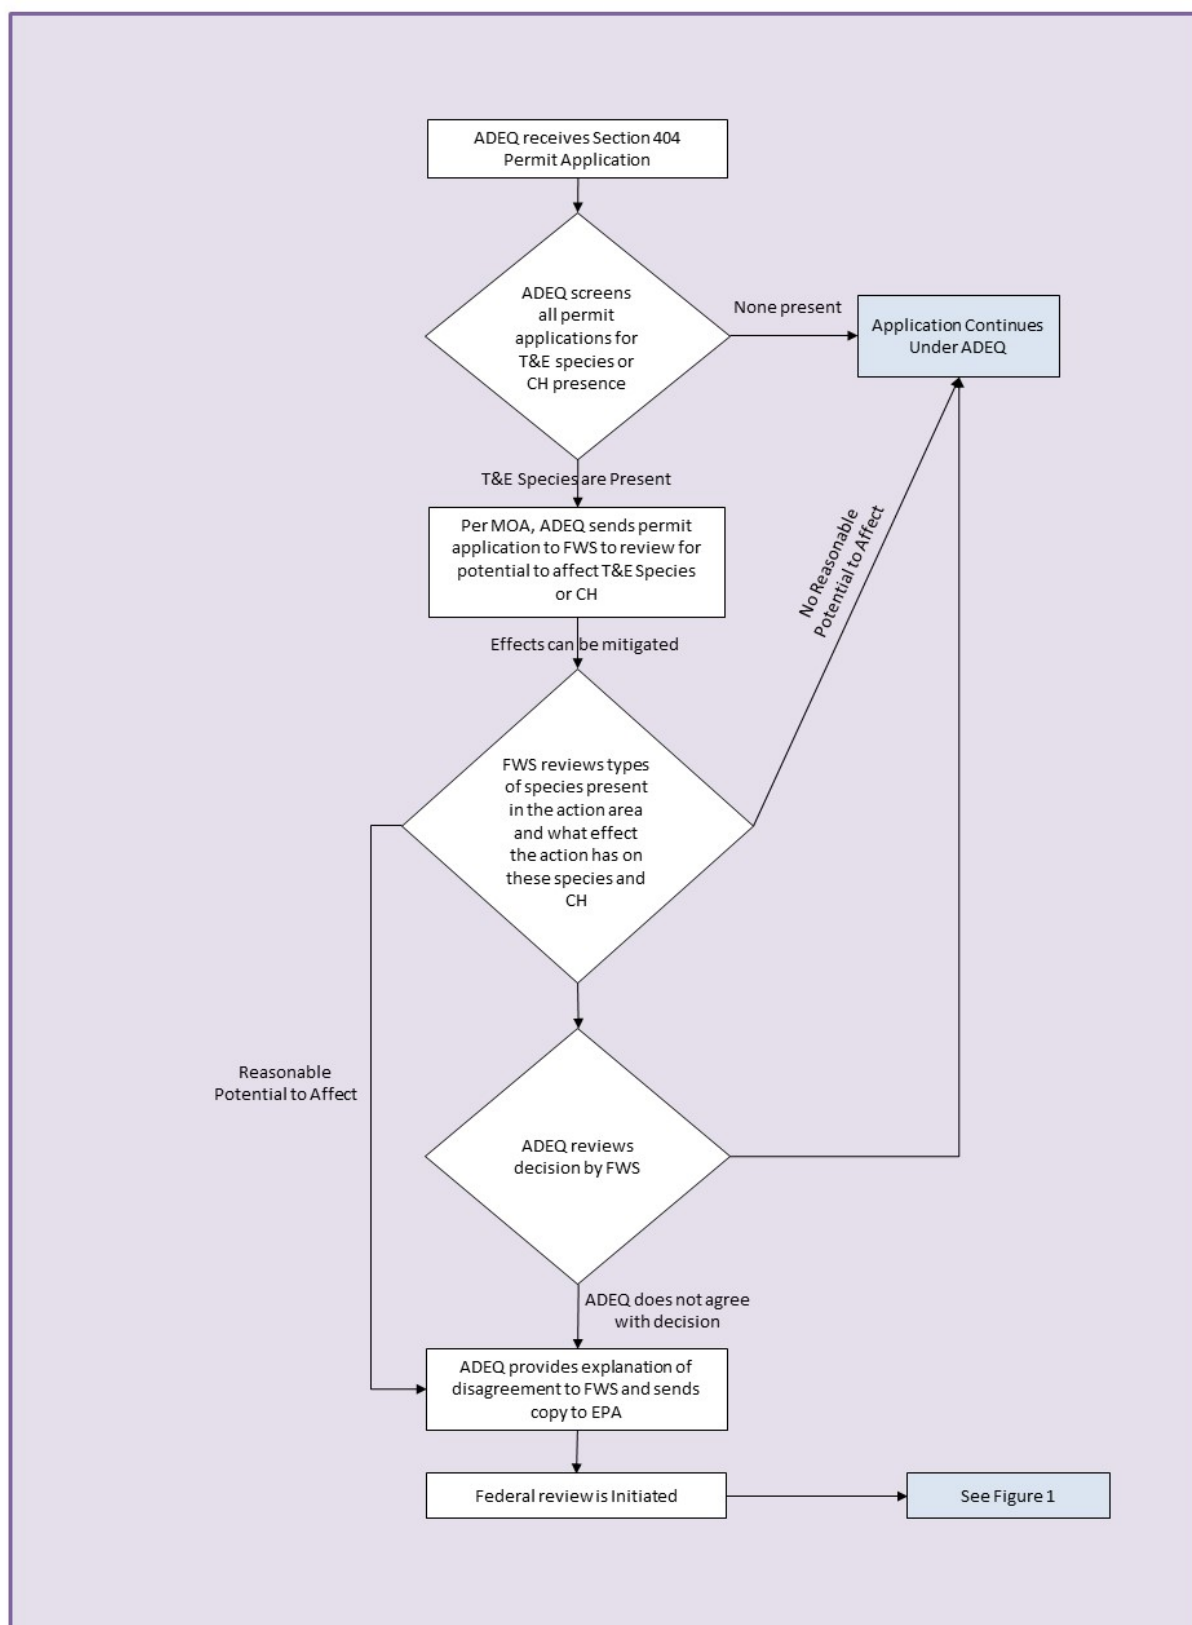 ADEQ receives Section 404
Permit Application
ADEQ screens
all permit
applications for
T&E species or
CH presence
None present
Application Continues
Under ADEQ
T&E Species are Present
Per MOA, ADEQ sends permit
application to FWS to review for
potential to affect T&E Species
or CH
No Reasonable
Potential to Affect
Effects can be mitigated
FWS reviews types
of species present
in the action area
and what effect
the action has on
these species and
CH
Reasonable
Potential to Affect
ADEQ reviews
decision by FWS
ADEQ does not agree
with decision
ADEQ provides explanation of
disagreement to FWS and sends
copy to EPA
Federal review is Initiated
See Figure 1